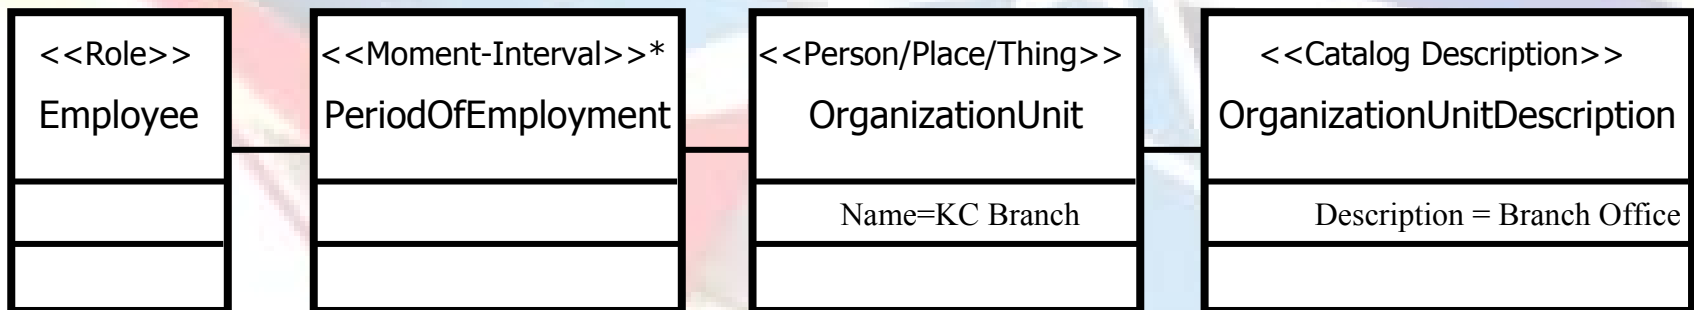 <<Role>>
Employee
<<Moment-Interval>>*
PeriodOfEmployment
<<Person/Place/Thing>>
OrganizationUnit
Name=KC Branch
<<Catalog Description>>
OrganizationUnitDescription
Description = Branch Office